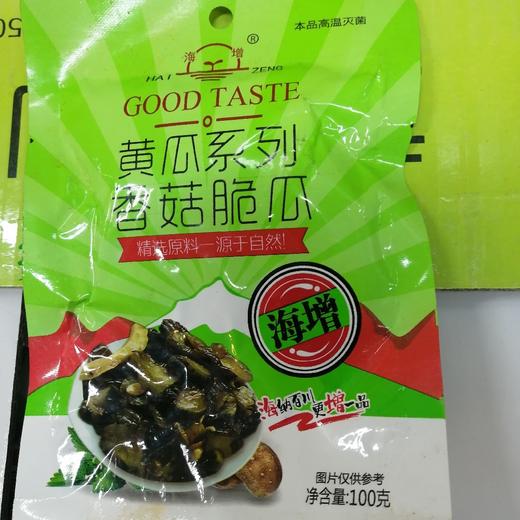 本品高温灭菌
海 增 ®
HAI ZENG
GOOD TASTE
黄瓜系列
香菇脆瓜
精选原料—源于自然!
海增
海纳百川 更增一品
图片仅供参考
净含量:100克